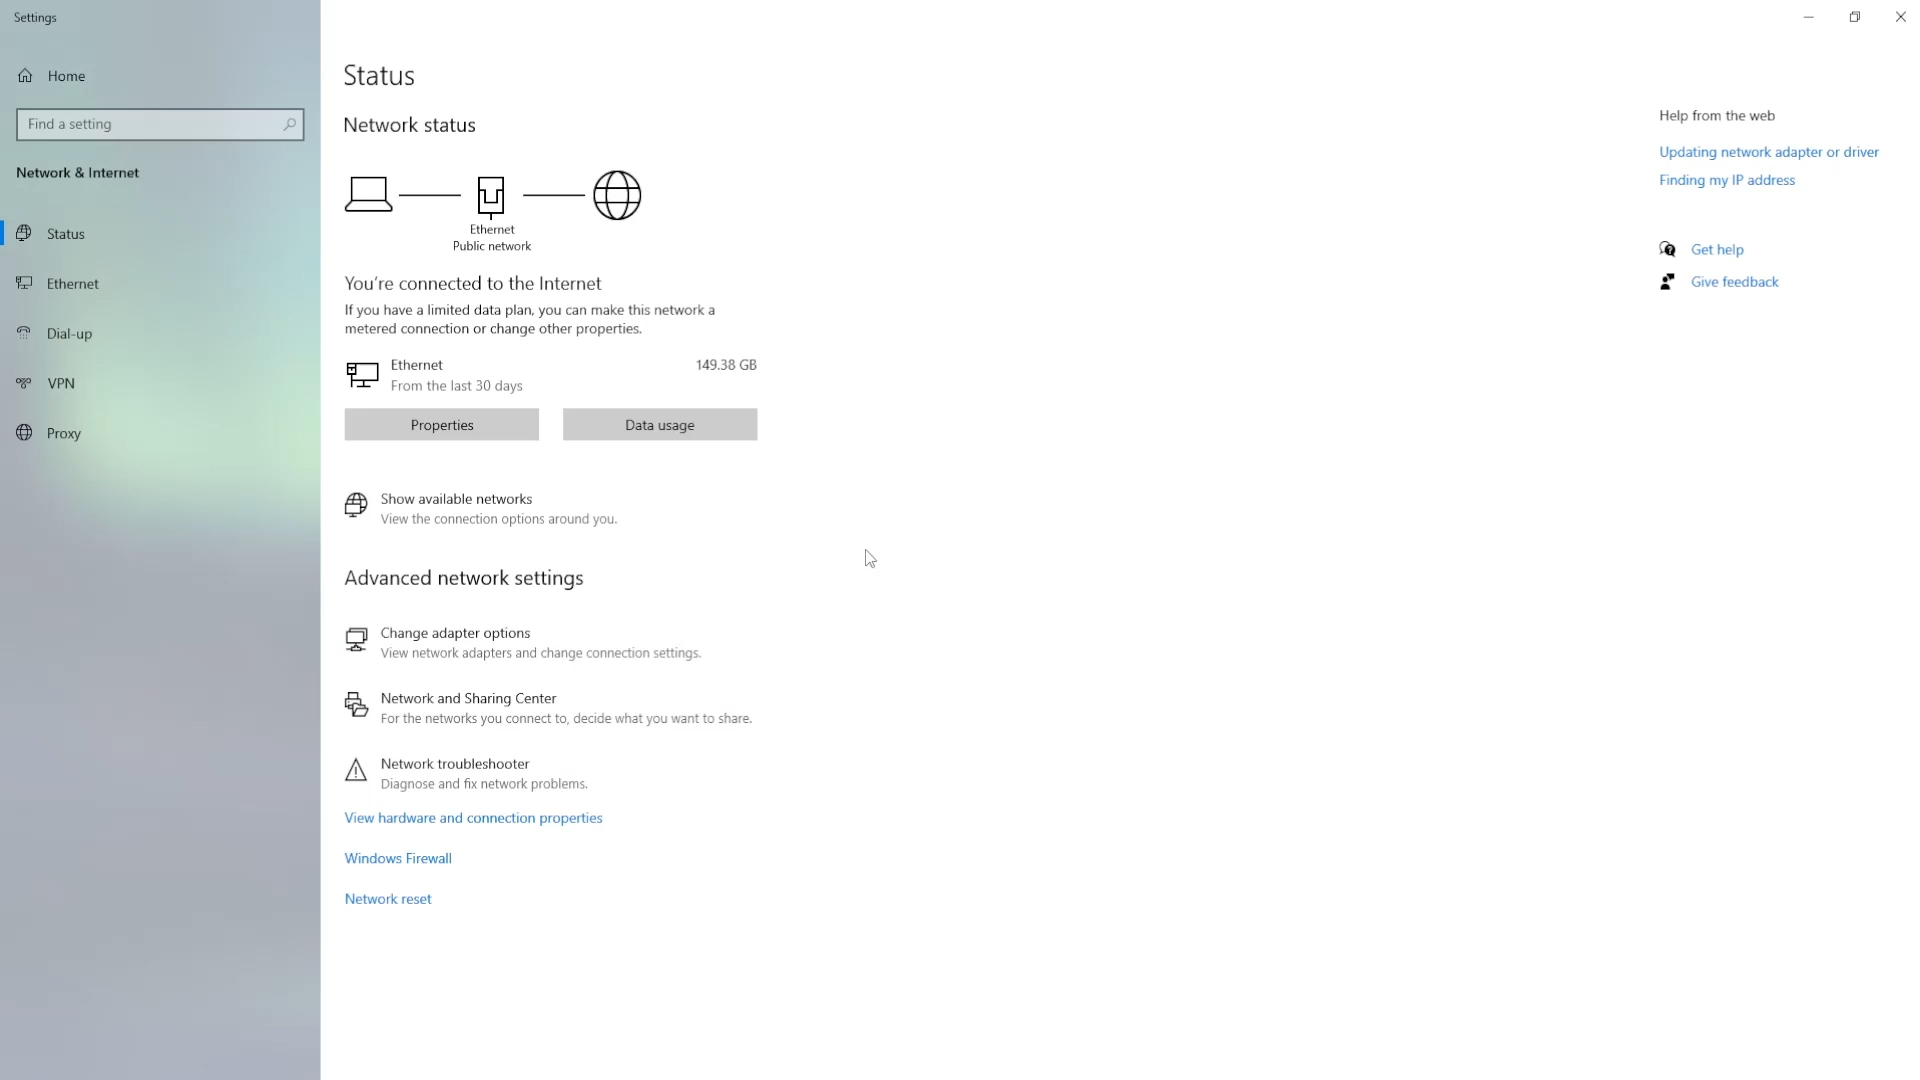 Settings
Home
Find a setting
Network & Internet
Status
Ethernet
Dial-up
VPN
Proxy
Status
Network status
Ethernet
Public network
You're connected to the Internet
If you have a limited data plan, you can make this network a
metered connection or change other properties.
Ethernet 149.38 GB
From the last 30 days
Properties Data usage
Show available networks
View the connection options around you.
Advanced network settings
Change adapter options
View network adapters and change connection settings.
Network and Sharing Center
For the networks you connect to, decide what you want to share.
Network troubleshooter
Diagnose and fix network problems.
View hardware and connection properties
Windows Firewall
Network reset
Help from the web
Updating network adapter or driver
Finding my IP address
Get help
Give feedback